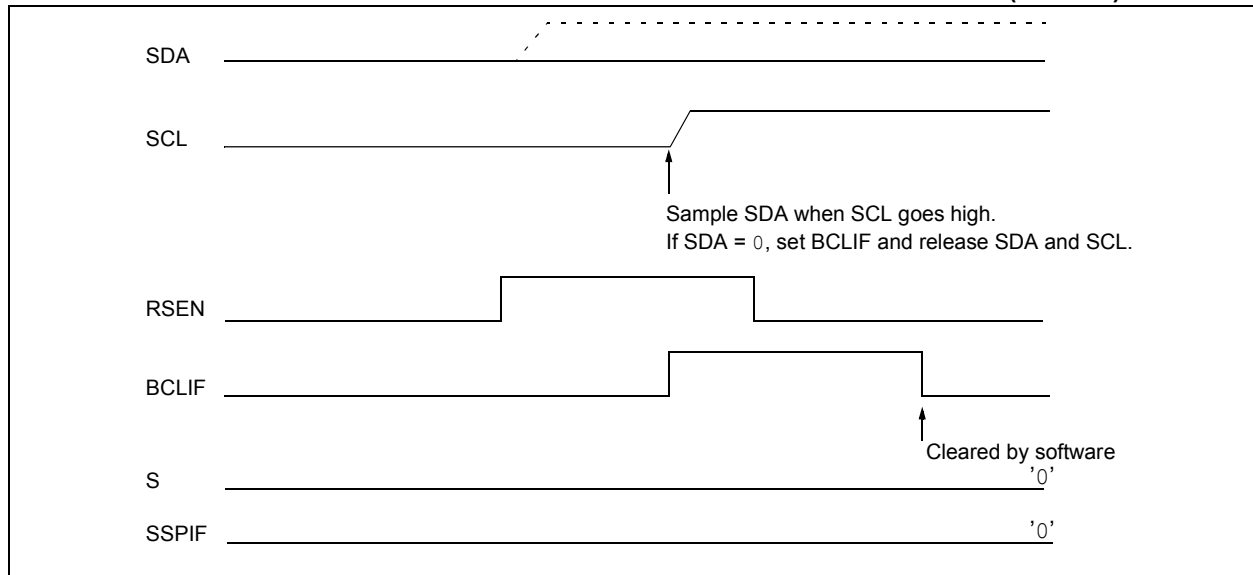 SDA
SCL
Sample SDA when SCL goes high.
If SDA = 0, set BCLIF and release SDA and SCL.
RSEN
BCLIF
Cleared by software
S
'0'
SSPIF
'0'